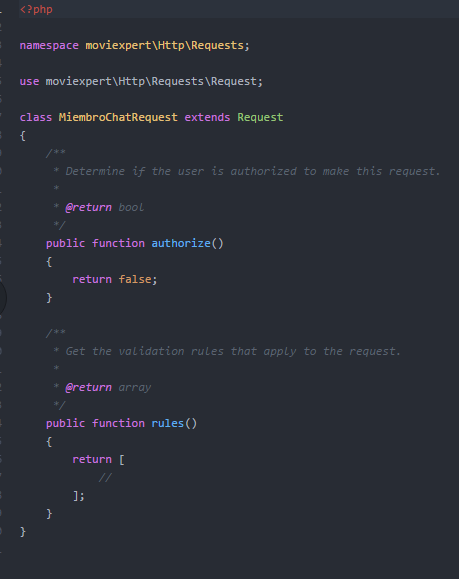 <?php
namespace moviexpert\Http\Requests;
use moviexpert\Http\Requests\Request;
class MiembroChatRequest extends Request
{
    /**
     * Determine if the user is authorized to make this request.
     *
     * @return bool
     */
    public function authorize()
    {
        return false;
    }
    /**
     * Get the validation rules that apply to the request.
     *
     * @return array
     */
    public function rules()
    {
        return [
            //
        ];
    }
}